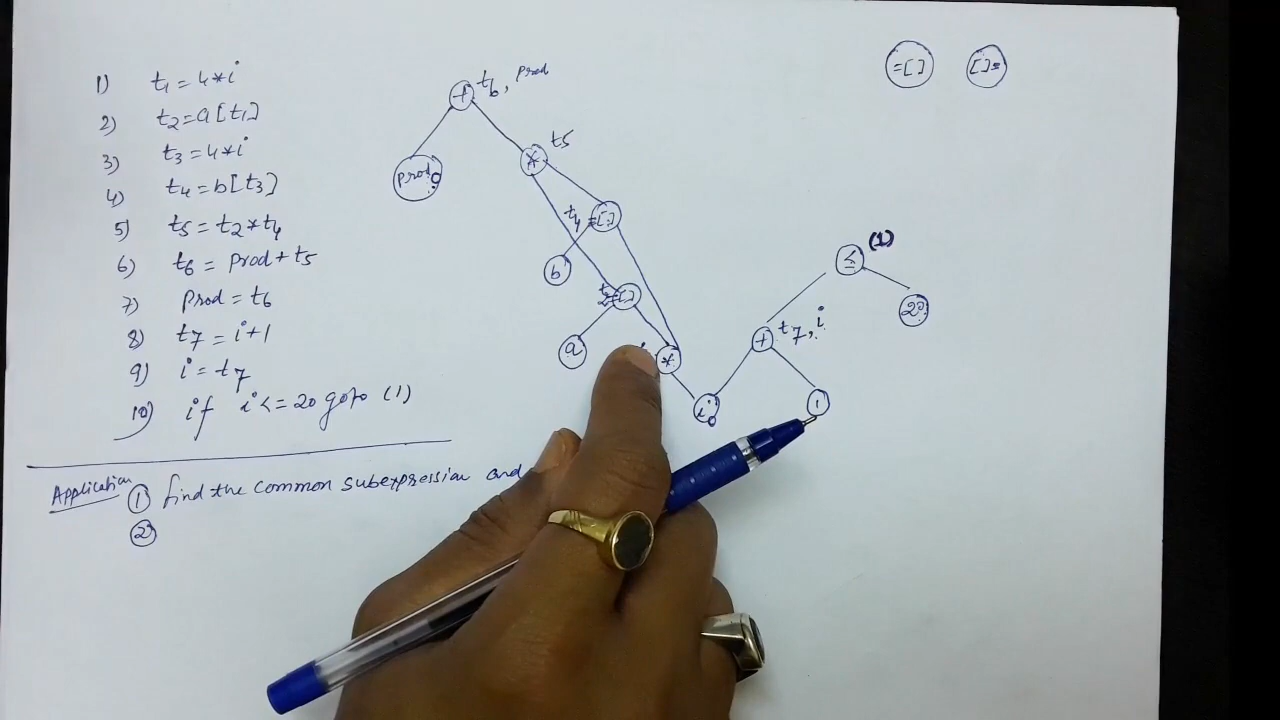 1) t1 = 4*i
2) t2 = a[t1]
3) t3 = 4*i
4) t4 = b[t3]
5) t5 = t2 * t4
6) t6 = prod + t5
7) prod = t6
8) t7 = i+1
9) i = t7
10) if i <= 20 goto (1)
Application
① find the common subexpression and
②
+ t6, prod
prod0
* t5
t4 =[]
b
=[]
a
*
i0
+ t7, i
1
≤ (1)
20
=[] []=